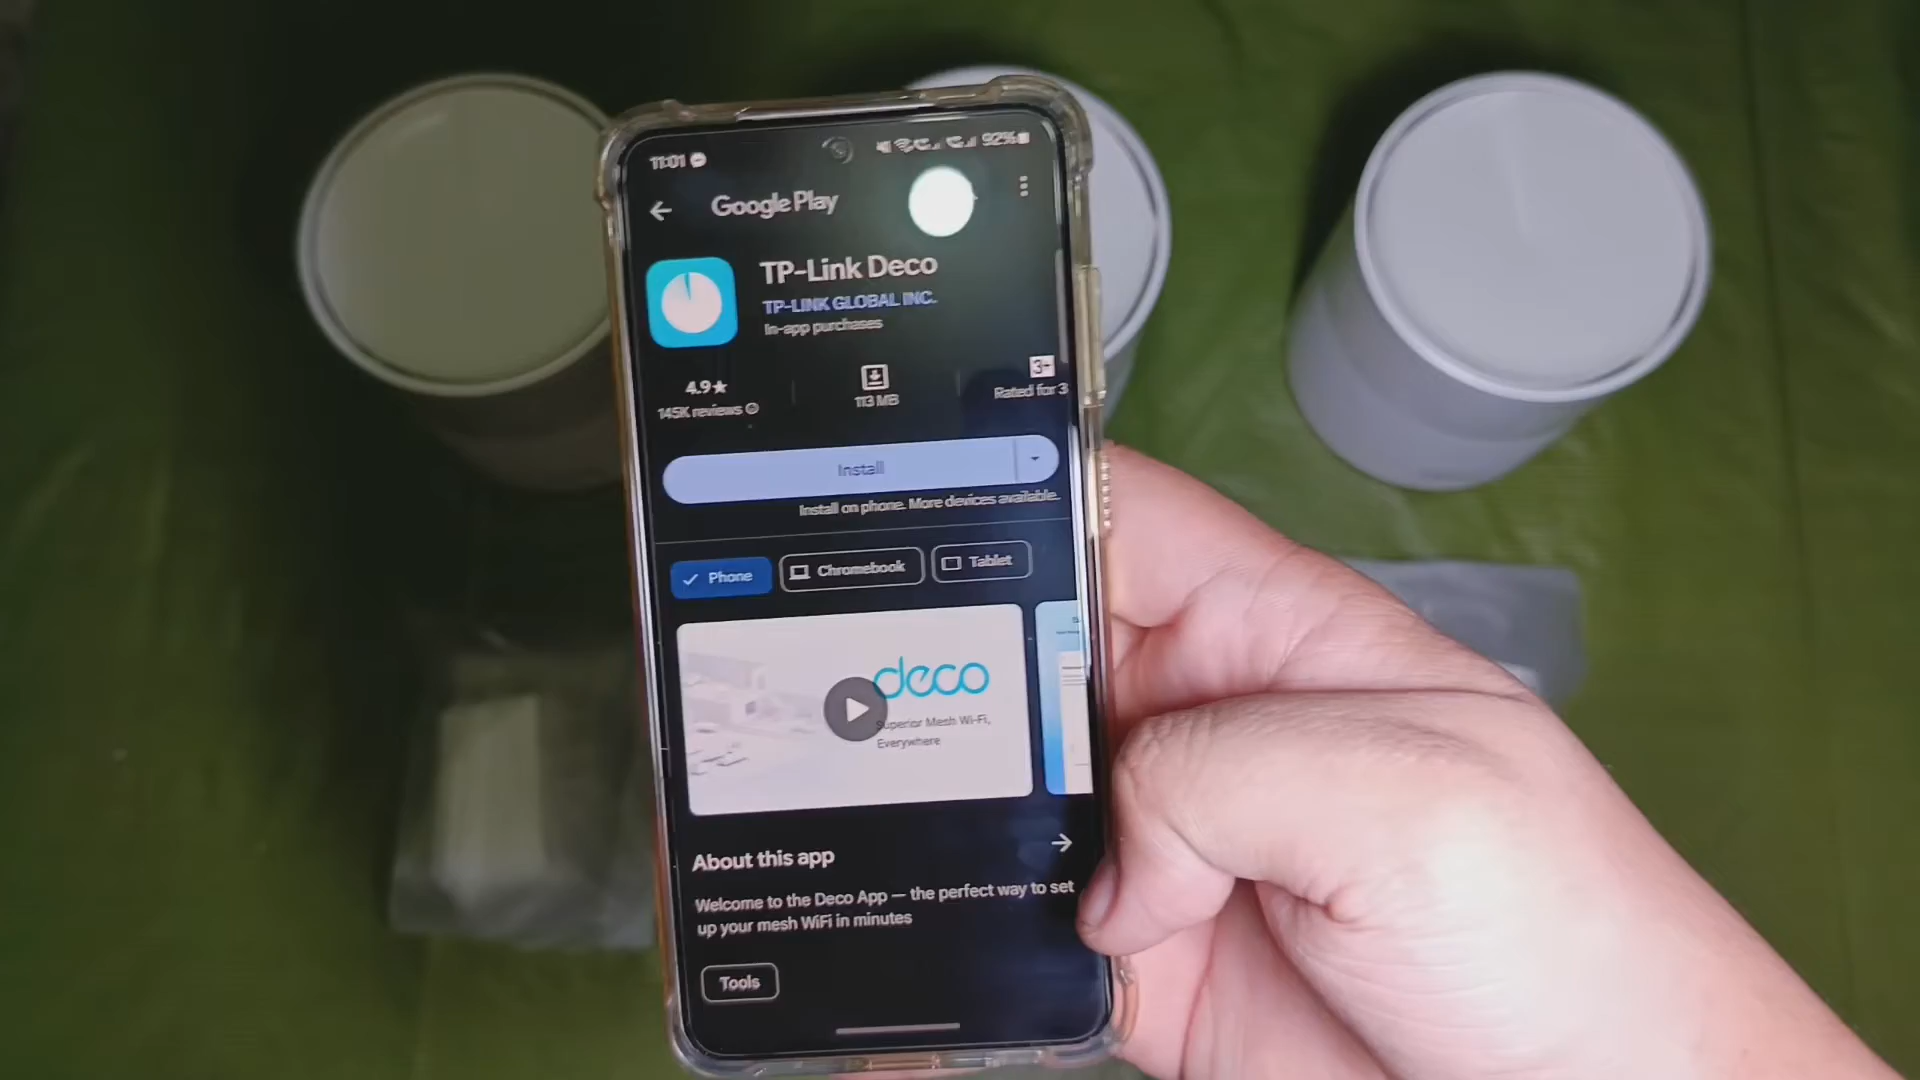 11:01
92%
Google Play
TP-Link Deco
TP-LINK GLOBAL INC.
In-app purchases
4.9★
145K reviews
113 MB
3+
Rated for 3
Install
Install on phone. More devices available.
Phone
Chromebook
Tablet
deco
Superior Mesh Wi-Fi,
Everywhere
About this app
Welcome to the Deco App — the perfect way to set
up your mesh WiFi in minutes
Tools